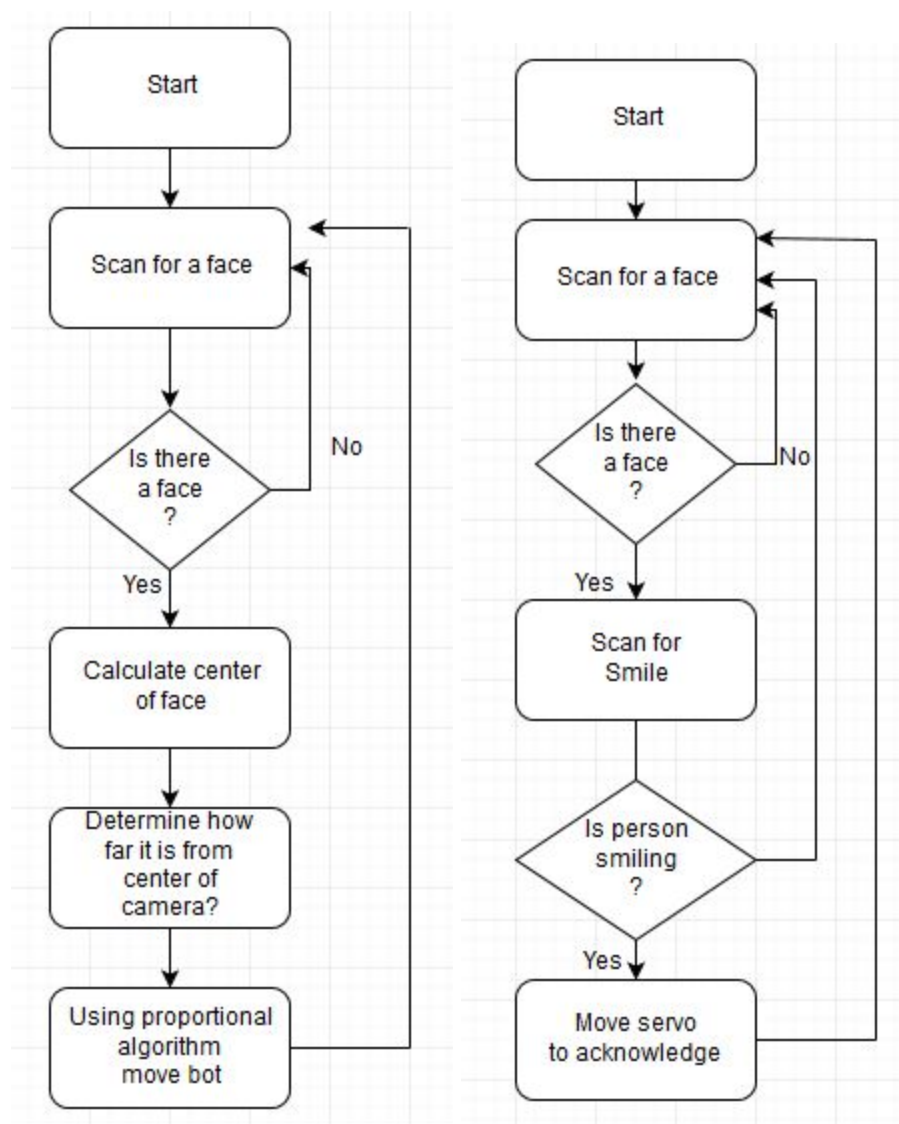 Start
Scan for a face
Is there
a face
?
No
Yes
Calculate center
of face
Determine how
far it is from
center of
camera?
Using proportional
algorithm
move bot
Start
Scan for a face
Is there
a face
?
No
Yes
Scan for
Smile
Is person
smiling
?
Yes
Move servo
to acknowledge